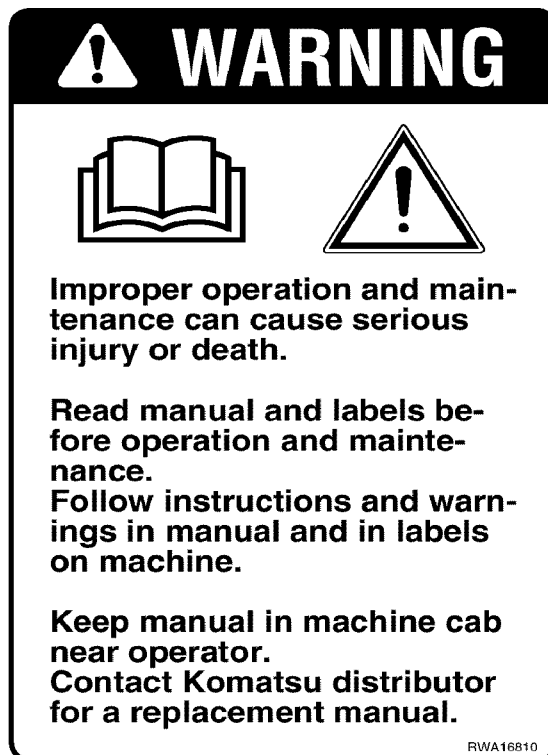 WARNING
Improper operation and main-
tenance can cause serious
injury or death.
Read manual and labels be-
fore operation and mainte-
nance.
Follow instructions and warn-
ings in manual and in labels
on machine.
Keep manual in machine cab
near operator.
Contact Komatsu distributor
for a replacement manual.
RWA16810